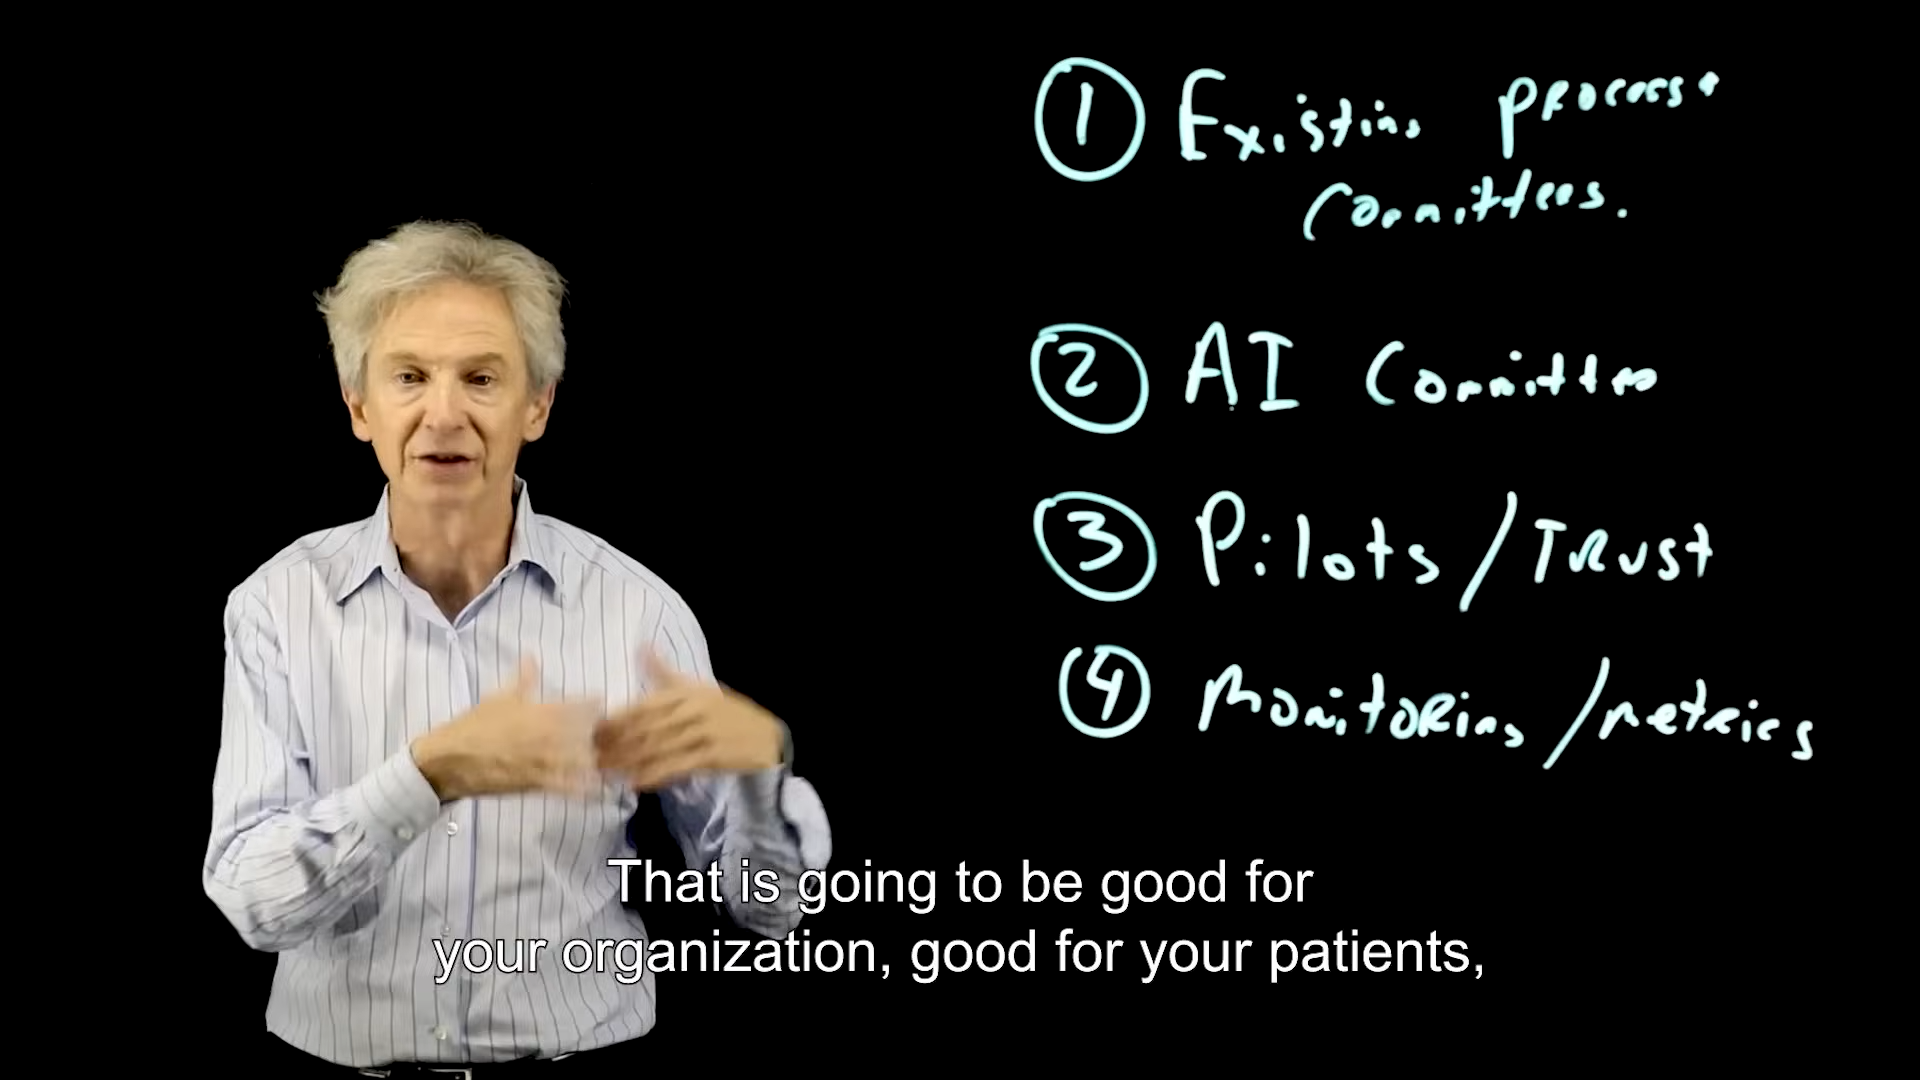 1 Existing process +
committees.
2 AI Committee
3 Pilots / Trust
4 Monitoring / metrics
That is going to be good for
your organization, good for your patients,